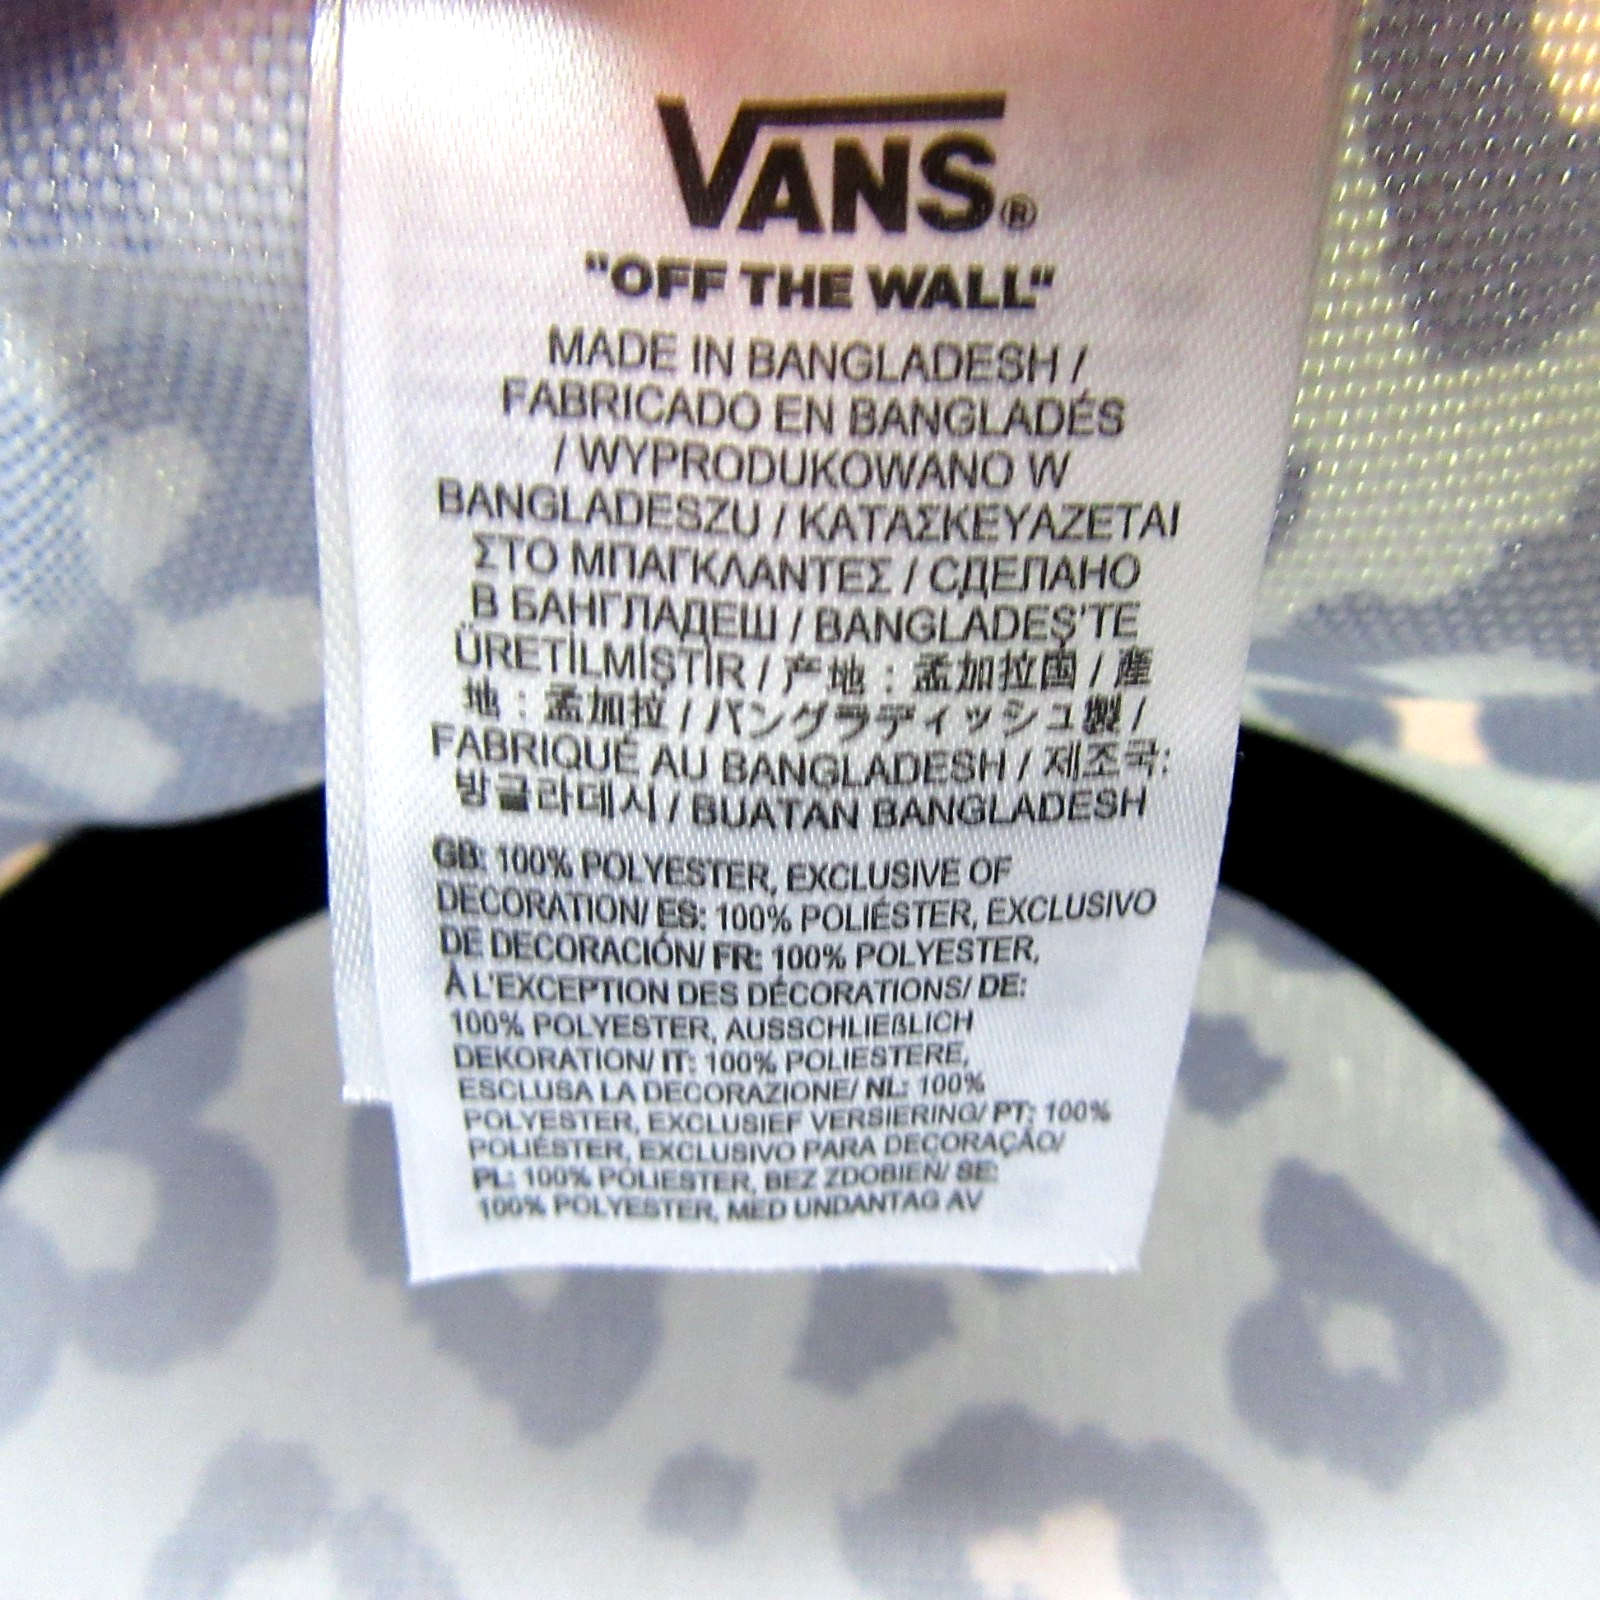 VANS®
"OFF THE WALL"
MADE IN BANGLADESH /
FABRICADO EN BANGLADÉS
/ WYPRODUKOWANO W
BANGLADESZU / ΚΑΤΑΣΚΕΥΑΖΕΤΑΙ
ΣΤΟ ΜΠΑΓΚΛΑΝΤΕΣ / СДЕЛАНО
В БАНГЛАДЕШ / BANGLADEŞ'TE
ÜRETİLMİŞTİR / 产地 : 孟加拉国 / 產
地 : 孟加拉 / バングラディッシュ製 /
FABRIQUÉ AU BANGLADESH / 제조국:
방글라데시 / BUATAN BANGLADESH
GB: 100% POLYESTER, EXCLUSIVE OF
DECORATION/ ES: 100% POLIÉSTER, EXCLUSIVO
DE DECORACIÓN/ FR: 100% POLYESTER,
À L'EXCEPTION DES DÉCORATIONS/ DE:
100% POLYESTER, AUSSCHLIEßLICH
DEKORATION/ IT: 100% POLIESTERE,
ESCLUSA LA DECORAZIONE/ NL: 100%
POLYESTER, EXCLUSIEF VERSIERING/ PT: 100%
POLIÉSTER, EXCLUSIVO PARA DECORAÇÃO/
PL: 100% POLIESTER, BEZ ZDOBIEŃ/ SE:
100% POLYESTER, MED UNDANTAG AV